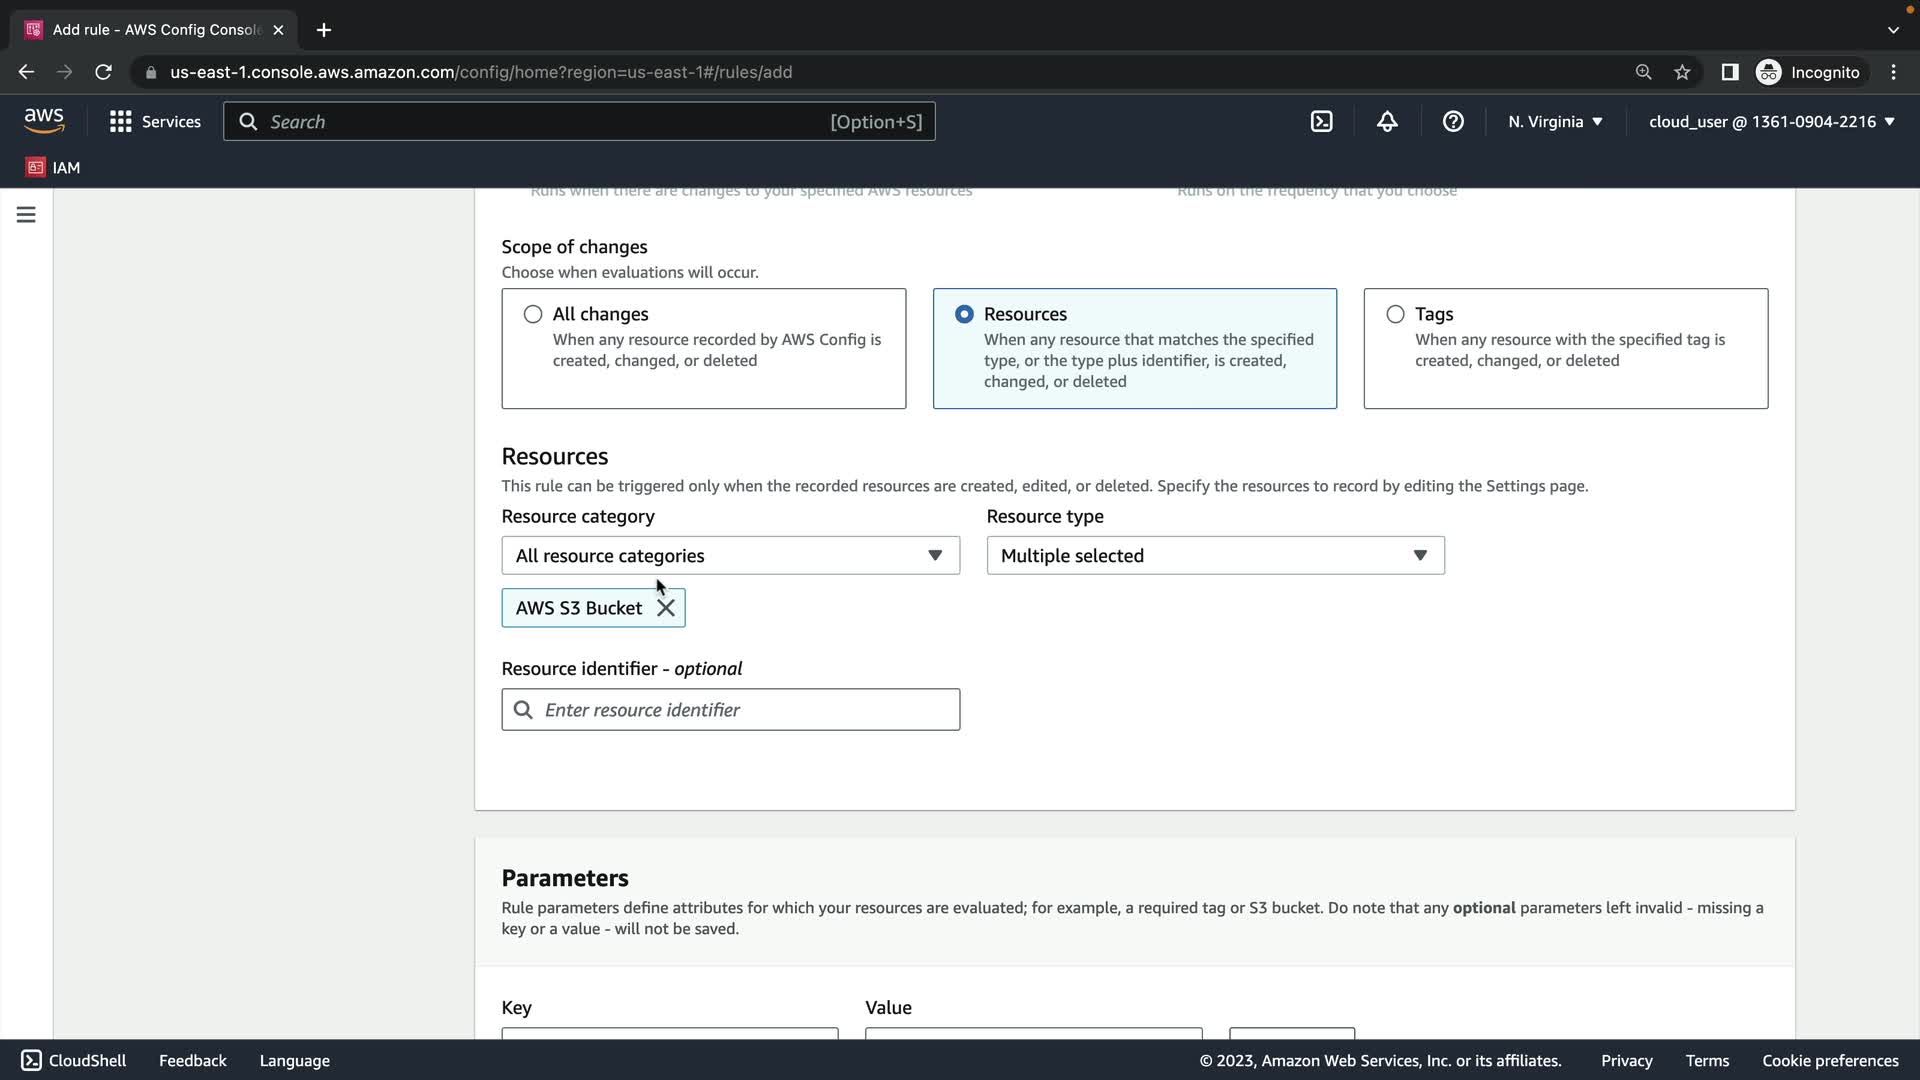 Add rule - AWS Config Console
us-east-1.console.aws.amazon.com/config/home?region=us-east-1#/rules/add
Incognito
aws
Services
Search
[Option+S]
N. Virginia
cloud_user @ 1361-0904-2216
IAM
Runs when there are changes to your specified AWS resources
Runs on the frequency that you choose
Scope of changes
Choose when evaluations will occur.
All changes
When any resource recorded by AWS Config is
created, changed, or deleted
Resources
When any resource that matches the specified
type, or the type plus identifier, is created,
changed, or deleted
Tags
When any resource with the specified tag is
created, changed, or deleted
Resources
This rule can be triggered only when the recorded resources are created, edited, or deleted. Specify the resources to record by editing the Settings page.
Resource category
Resource type
All resource categories
Multiple selected
AWS S3 Bucket
Resource identifier - optional
Enter resource identifier
Parameters
Rule parameters define attributes for which your resources are evaluated; for example, a required tag or S3 bucket. Do note that any optional parameters left invalid - missing a
key or a value - will not be saved.
Key
Value
CloudShell
Feedback
Language
© 2023, Amazon Web Services, Inc. or its affiliates.
Privacy
Terms
Cookie preferences